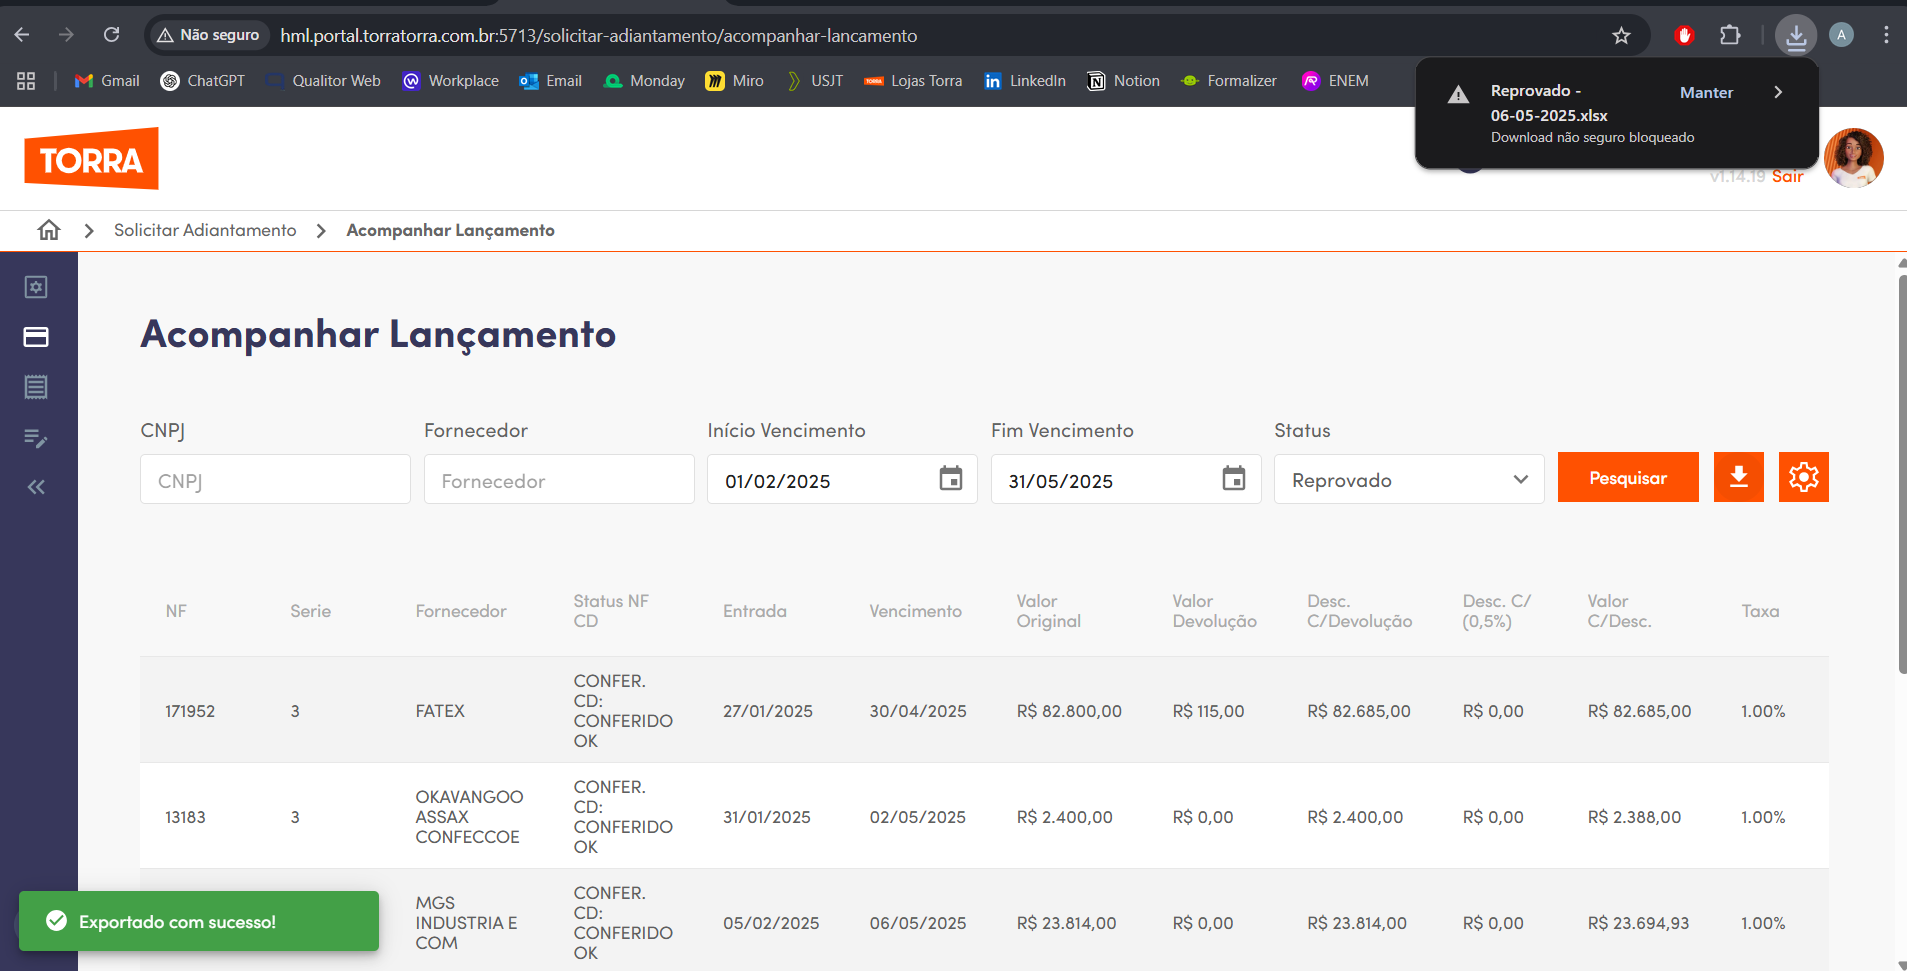 Não seguro
hml.portal.torratorra.com.br:5713/solicitar-adiantamento/acompanhar-lancamento
A
Gmail
ChatGPT
Qualitor Web
Workplace
Email
Monday
Miro
USJT
Lojas Torra
LinkedIn
Notion
Formalizer
ENEM
Reprovado -
06-05-2025.xlsx
Manter
Download não seguro bloqueado
TORRA
v1.14.19 Sair
Solicitar Adiantamento
Acompanhar Lançamento
Acompanhar Lançamento
CNPJ
Fornecedor
Início Vencimento
Fim Vencimento
Status
CNPJ
Fornecedor
01/02/2025
31/05/2025
Reprovado
Pesquisar
NF
Serie
Fornecedor
Status NF
CD
Entrada
Vencimento
Valor
Original
Valor
Devolução
Desc.
C/Devolução
Desc. C/
(0,5%)
Valor
C/Desc.
Taxa
171952
3
FATEX
CONFER.
CD:
CONFERIDO
OK
27/01/2025
30/04/2025
R$ 82.800,00
R$ 115,00
R$ 82.685,00
R$ 0,00
R$ 82.685,00
1.00%
13183
3
OKAVANGOO
ASSAX
CONFECCOE
CONFER.
CD:
CONFERIDO
OK
31/01/2025
02/05/2025
R$ 2.400,00
R$ 0,00
R$ 2.400,00
R$ 0,00
R$ 2.388,00
1.00%
MGS
INDUSTRIA E
COM
CONFER.
CD:
CONFERIDO
OK
05/02/2025
06/05/2025
R$ 23.814,00
R$ 0,00
R$ 23.814,00
R$ 0,00
R$ 23.694,93
1.00%
Exportado com sucesso!